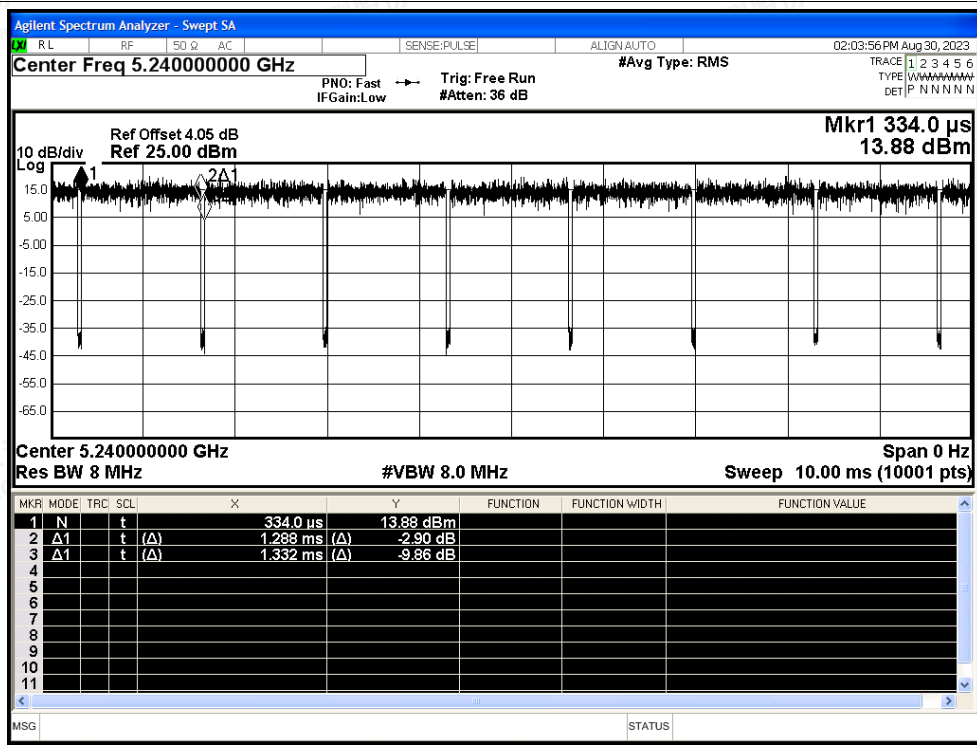 Agilent Spectrum Analyzer - Swept SA
LXI RL RF 50 Ω AC SENSE:PULSE ALIGN AUTO 02:03:56 PM Aug 30, 2023
Center Freq 5.240000000 GHz #Avg Type: RMS TRACE 1 2 3 4 5 6
PNO: Fast Trig: Free Run TYPE WWWWWW
IFGain:Low #Atten: 36 dB DET P N N N N N
Ref Offset 4.05 dB Mkr1 334.0 µs
10 dB/div Ref 25.00 dBm 13.88 dBm
Log
1 2Δ1
15.0
5.00
-5.00
-15.0
-25.0
-35.0
-45.0
-55.0
-65.0
Center 5.240000000 GHz Span 0 Hz
Res BW 8 MHz #VBW 8.0 MHz Sweep 10.00 ms (10001 pts)
MKR MODE TRC SCL X Y FUNCTION FUNCTION WIDTH FUNCTION VALUE
1 N t 334.0 µs 13.88 dBm
2 Δ1 t (Δ) 1.288 ms (Δ) -2.90 dB
3 Δ1 t (Δ) 1.332 ms (Δ) -9.86 dB
4
5
6
7
8
9
10
11
MSG STATUS